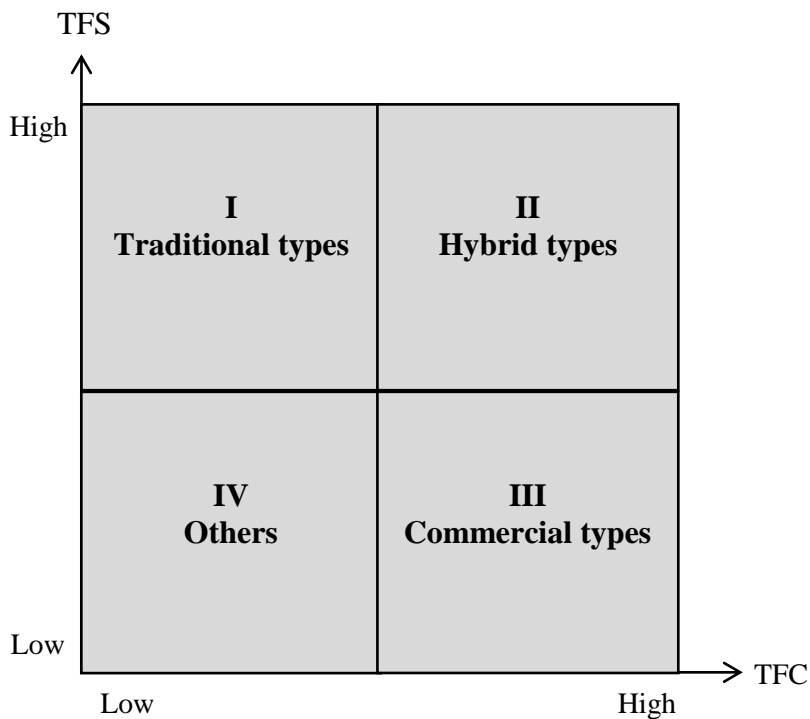 TFS
High
I
Traditional types
II
Hybrid types
IV
Others
III
Commercial types
Low
TFC
Low
High